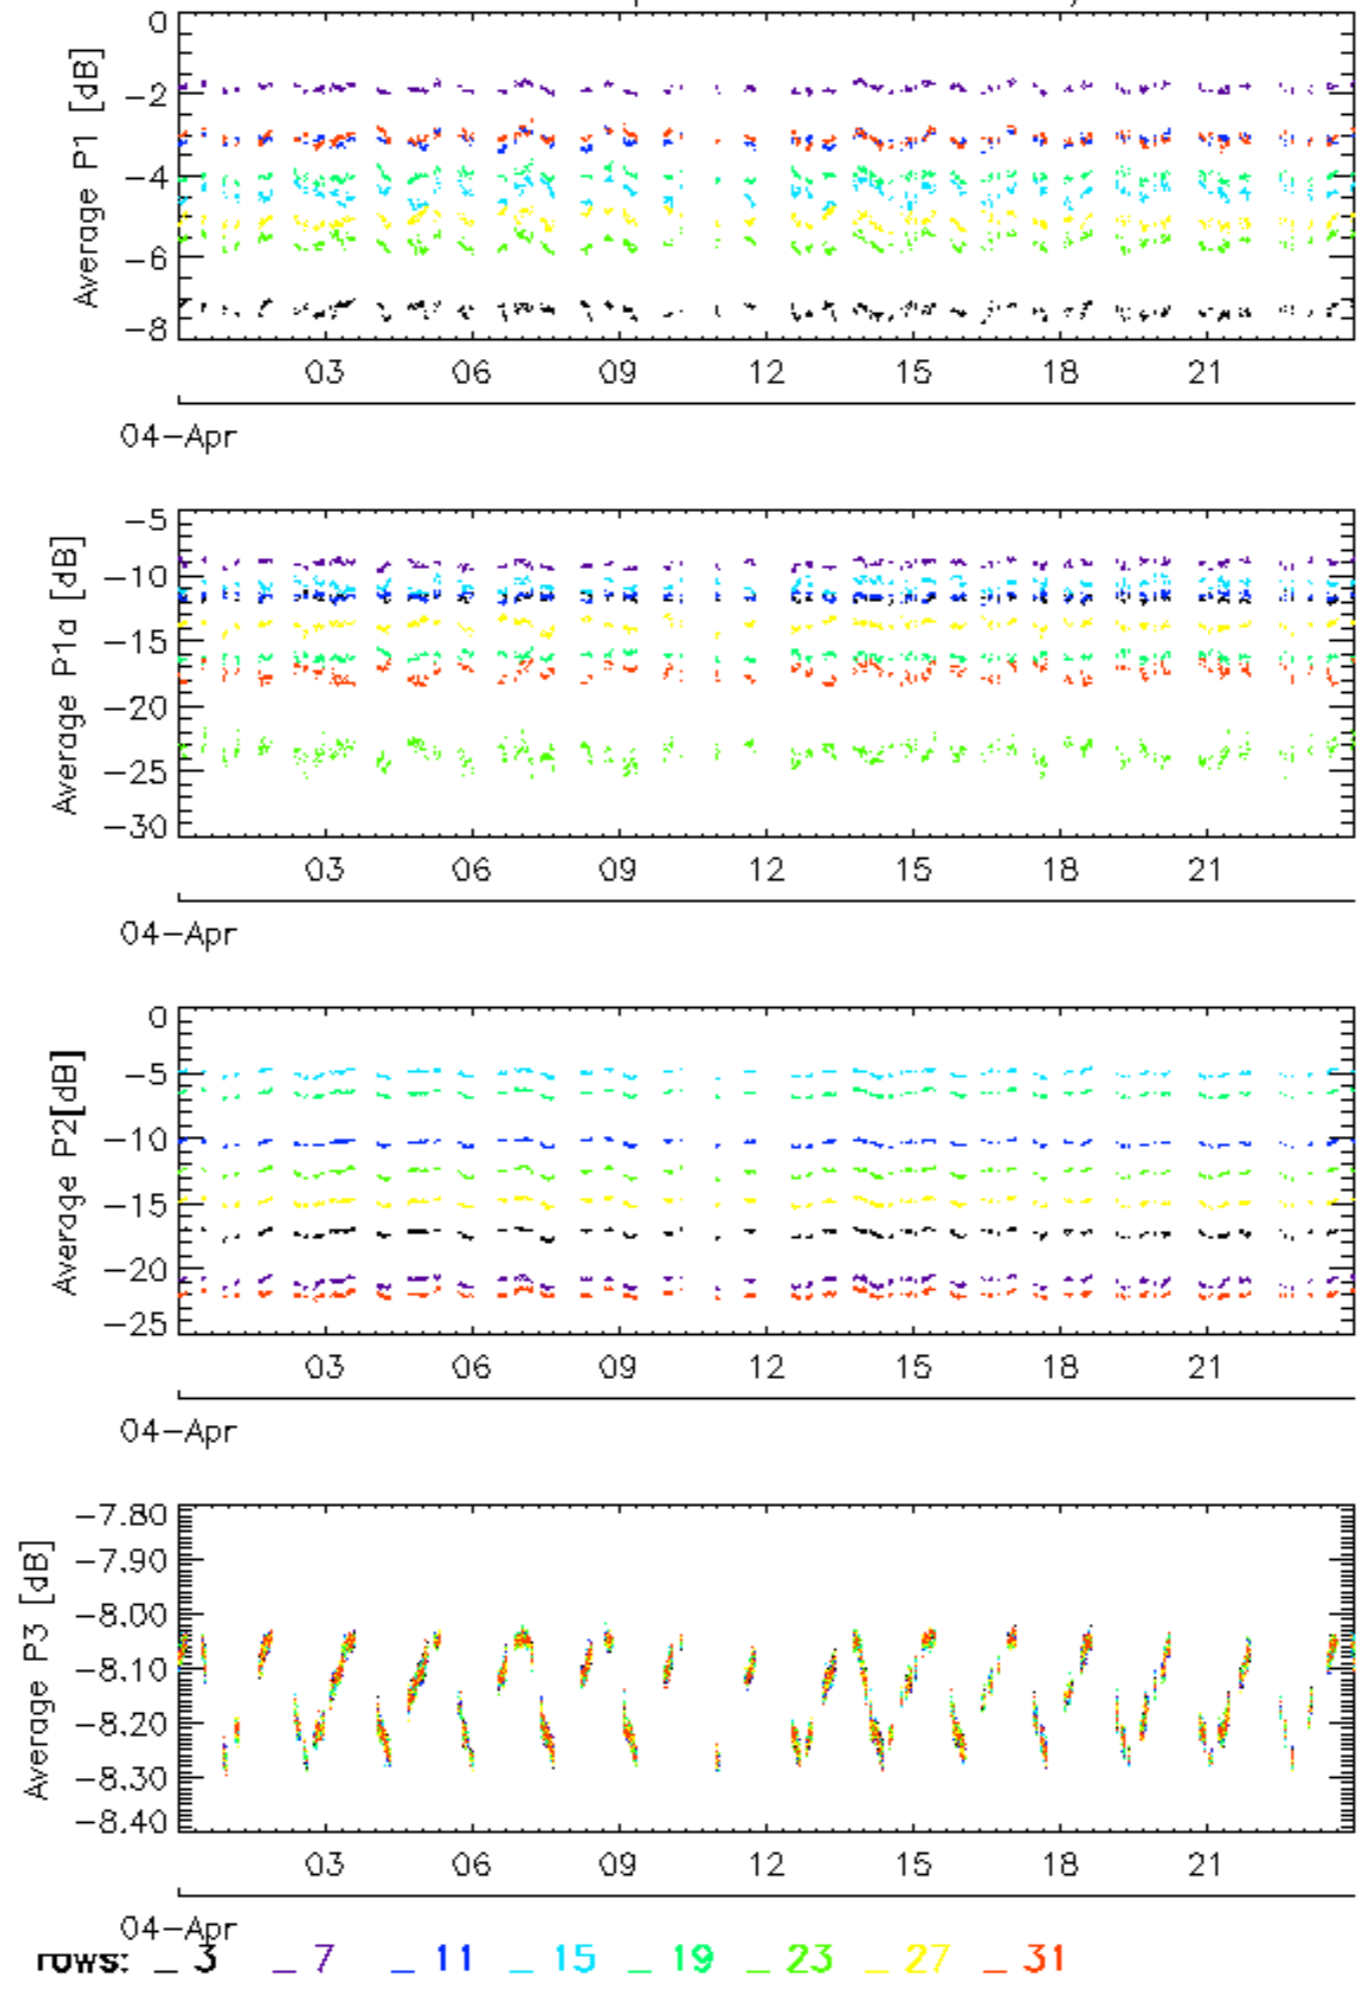 0
−2
−4
−6
−8
Average P1 [dB]
03 06 09 12 15 18 21
04−Apr
−5
−10
−15
−20
−25
−30
Average P1a [dB]
03 06 09 12 15 18 21
04−Apr
0
−5
−10
−15
−20
−25
Average P2[dB]
03 06 09 12 15 18 21
04−Apr
−7.80
−7.90
−8.00
−8.10
−8.20
−8.30
−8.40
Average P3 [dB]
03 06 09 12 15 18 21
04−Apr
rows: _ 3 _ 7 _ 11 _ 15 _ 19 _ 23 _ 27 _ 31